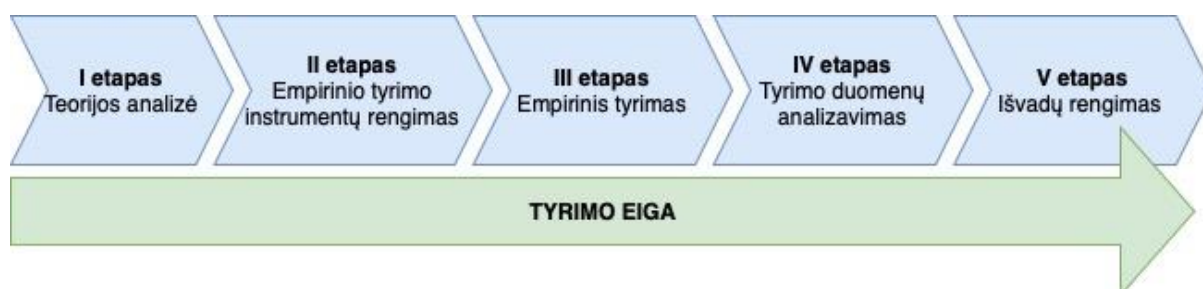 I etapas
Teorijos analizė
II etapas
Empirinio tyrimo
instrumentų rengimas
III etapas
Empirinis tyrimas
IV etapas
Tyrimo duomenų
analizavimas
V etapas
Išvadų rengimas
TYRIMO EIGA